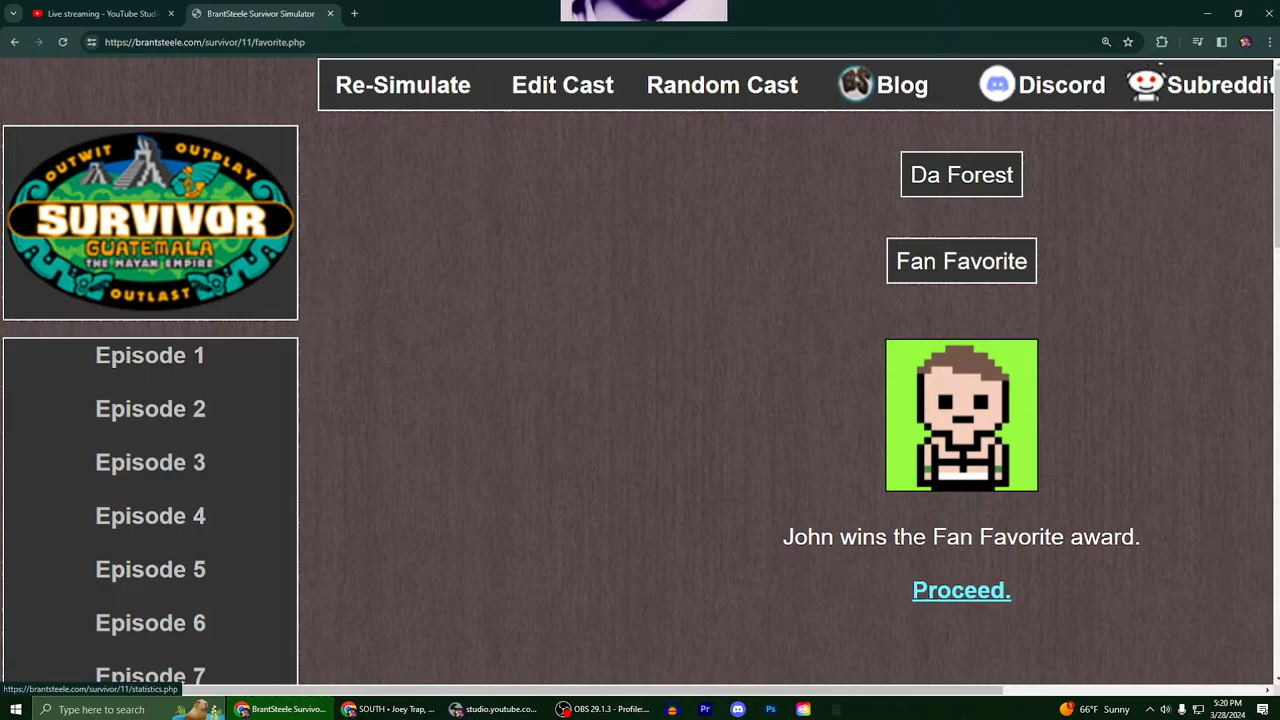 Live streaming - YouTube Stud
BrantSteele Survivor Simulator
https://brantsteele.com/survivor/11/favorite.php
Re-Simulate
Edit Cast
Random Cast
Blog
Discord
Subreddit
OUTWIT OUTPLAY
SURVIVOR
GUATEMALA
THE MAYAN EMPIRE
OUTLAST
Da Forest
Fan Favorite
John wins the Fan Favorite award.
Proceed.
Episode 1
Episode 2
Episode 3
Episode 4
Episode 5
Episode 6
Episode 7
https://brantsteele.com/survivor/11/statistics.php
Type here to search
BrantSteele Survivo...
SOUTH • Joey Trap, ...
studio.youtube.co...
OBS 29.1.3 - Profile:...
66°F Sunny
5:20 PM
3/28/2024